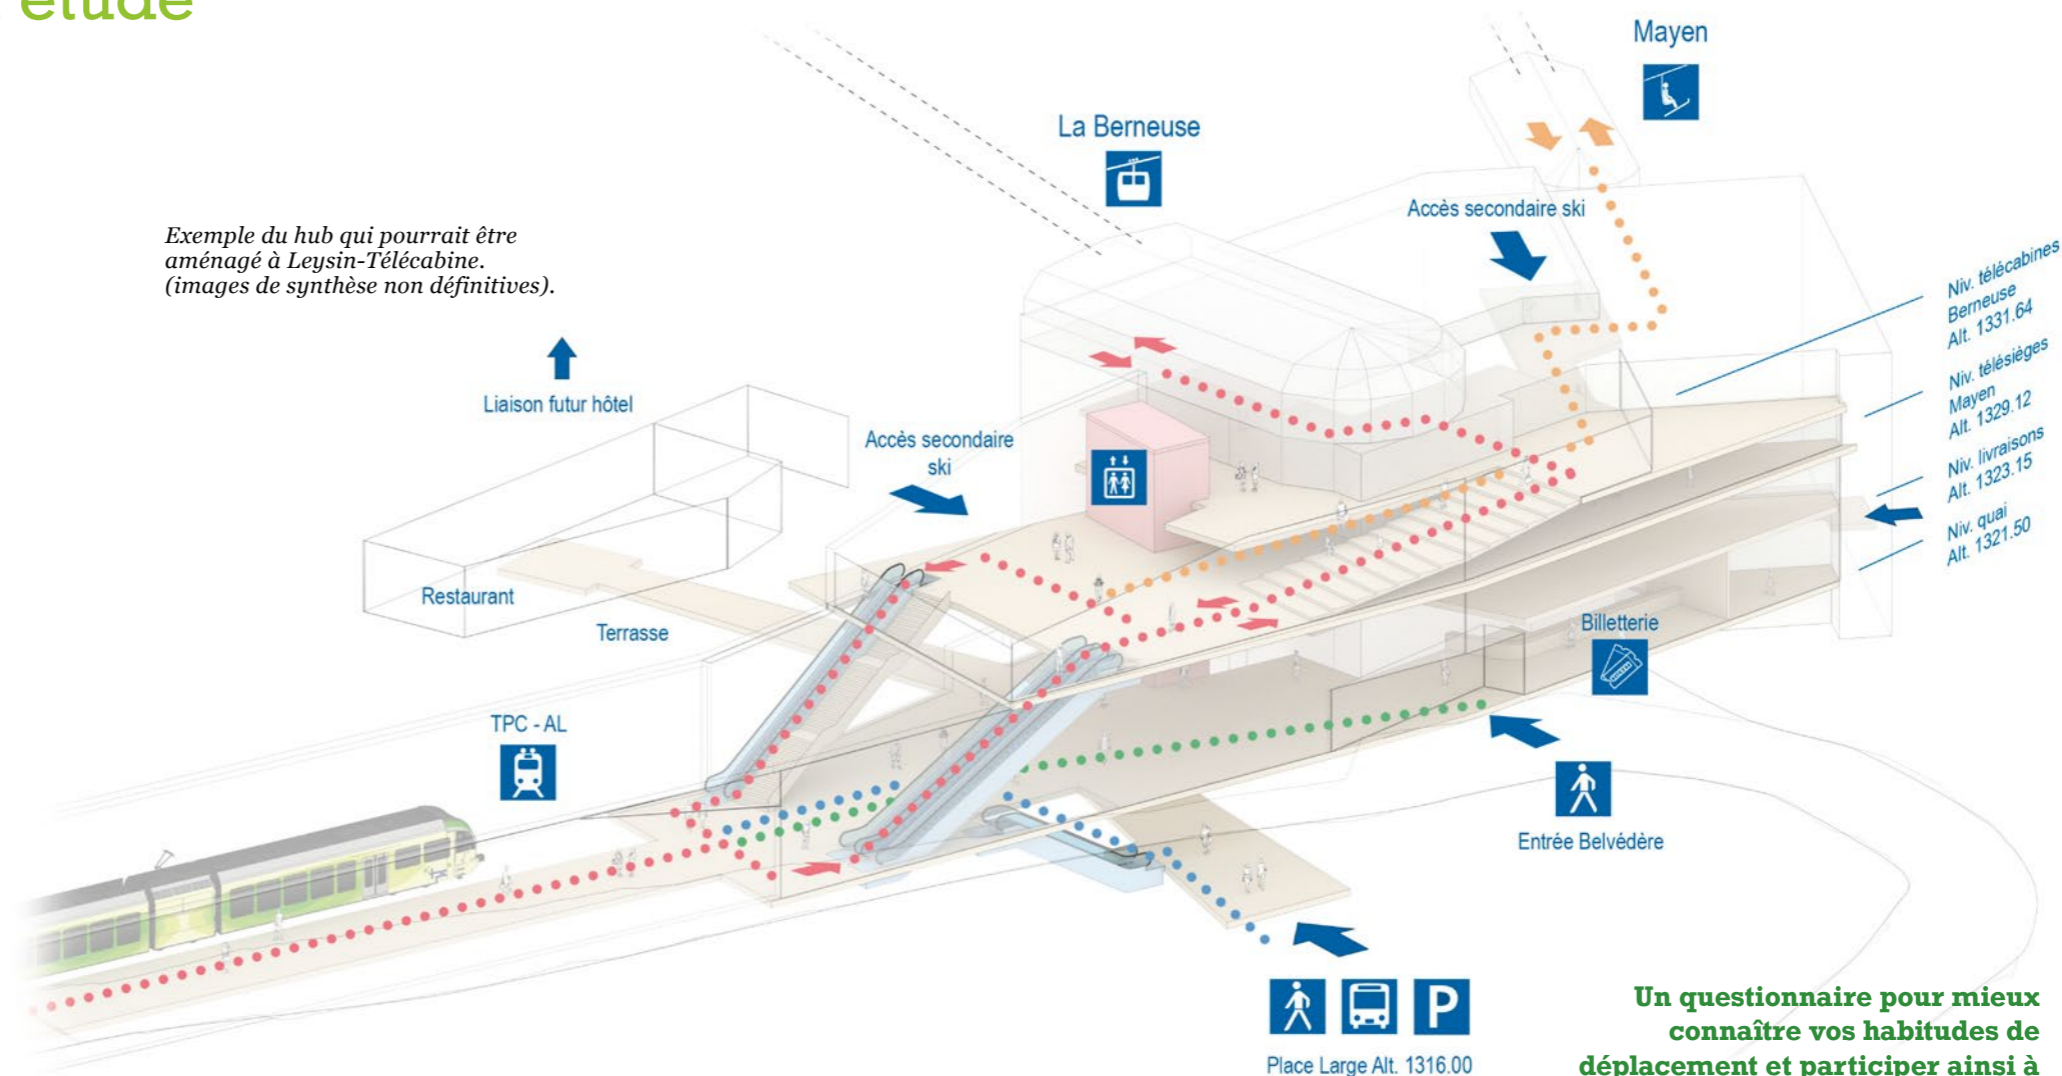 étude
Exemple du hub qui pourrait être
aménagé à Leysin-Télécabine.
(images de synthèse non définitives).
Mayen
La Berneuse
Accès secondaire ski
Niv. télécabines
Berneuse
Alt. 1331.64
Niv. télésièges
Mayen
Alt. 1329.12
Niv. livraisons
Alt. 1323.15
Niv. quai
Alt. 1321.50
Liaison futur hôtel
Accès secondaire
ski
Restaurant
Terrasse
Billetterie
TPC - AL
Entrée Belvédère
P
Place Large Alt. 1316.00
Un questionnaire pour mieux
connaître vos habitudes de
déplacement et participer ainsi à